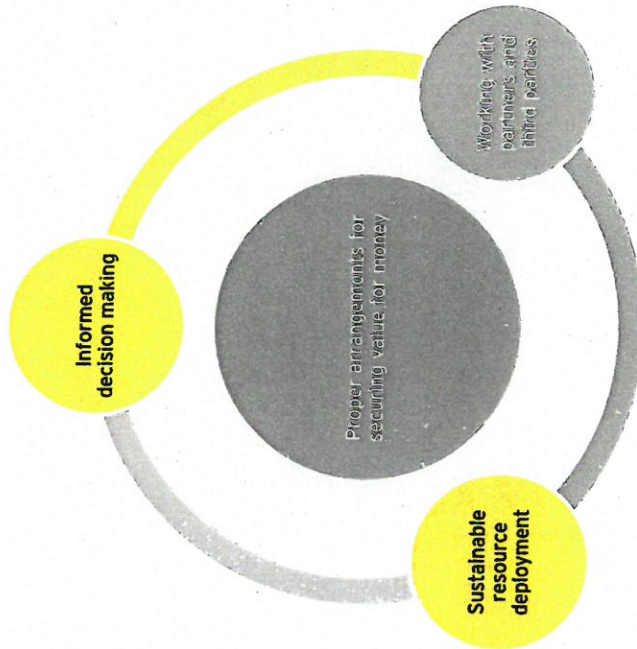 Informed
decision making
Proper arrangements for
securing value for money
Working with
partners and
third parties
Sustainable
resource
deployment